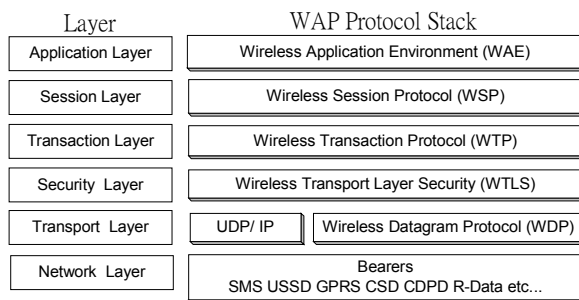 Layer WAP Protocol Stack
Application Layer Wireless Application Environment (WAE)
Session Layer Wireless Session Protocol (WSP)
Transaction Layer Wireless Transaction Protocol (WTP)
Security Layer Wireless Transport Layer Security (WTLS)
Transport Layer UDP/ IP Wireless Datagram Protocol (WDP)
Network Layer Bearers
SMS USSD GPRS CSD CDPD R-Data etc...